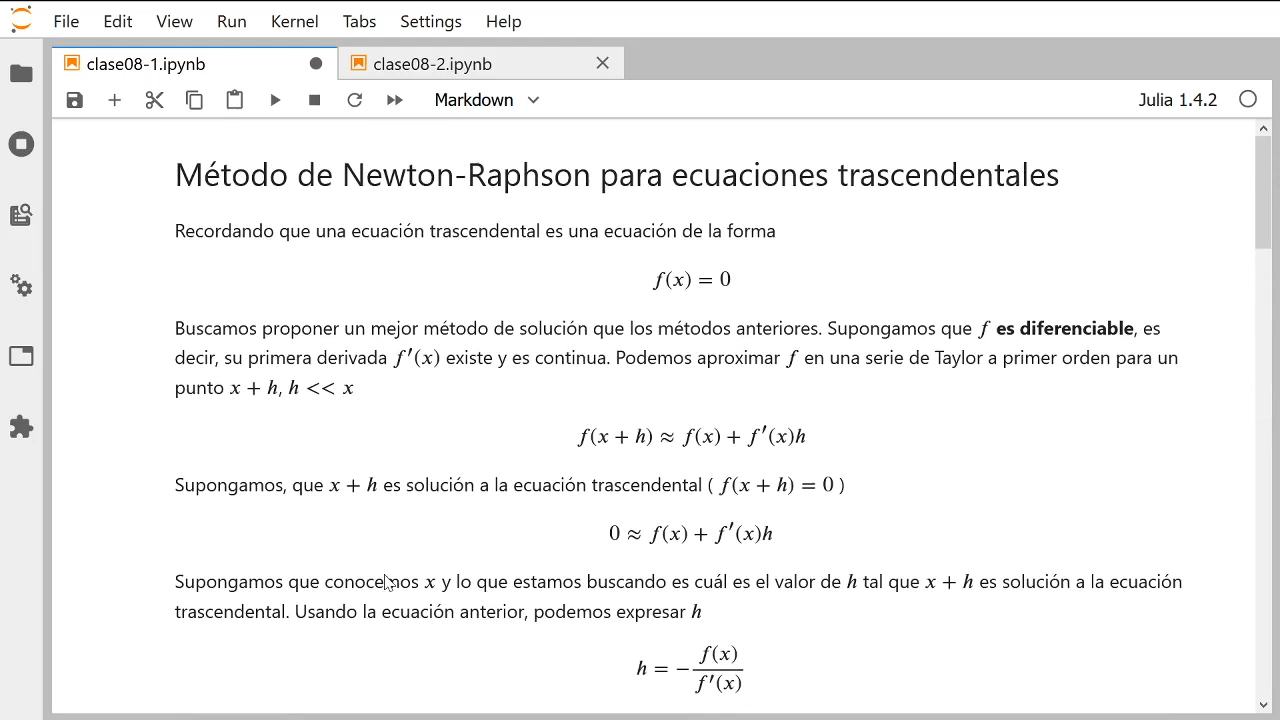 File Edit View Run Kernel Tabs Settings Help
clase08-1.ipynb clase08-2.ipynb
Markdown Julia 1.4.2
Método de Newton-Raphson para ecuaciones trascendentales
Recordando que una ecuación trascendental es una ecuación de la forma
f(x) = 0
Buscamos proponer un mejor método de solución que los métodos anteriores. Supongamos que f es diferenciable, es
decir, su primera derivada f′(x) existe y es continua. Podemos aproximar f en una serie de Taylor a primer orden para un
punto x + h, h << x
f(x + h) ≈ f(x) + f′(x)h
Supongamos, que x + h es solución a la ecuación trascendental ( f(x + h) = 0 )
0 ≈ f(x) + f′(x)h
Supongamos que conocemos x y lo que estamos buscando es cuál es el valor de h tal que x + h es solución a la ecuación
trascendental. Usando la ecuación anterior, podemos expresar h
h = − f(x) / f′(x)